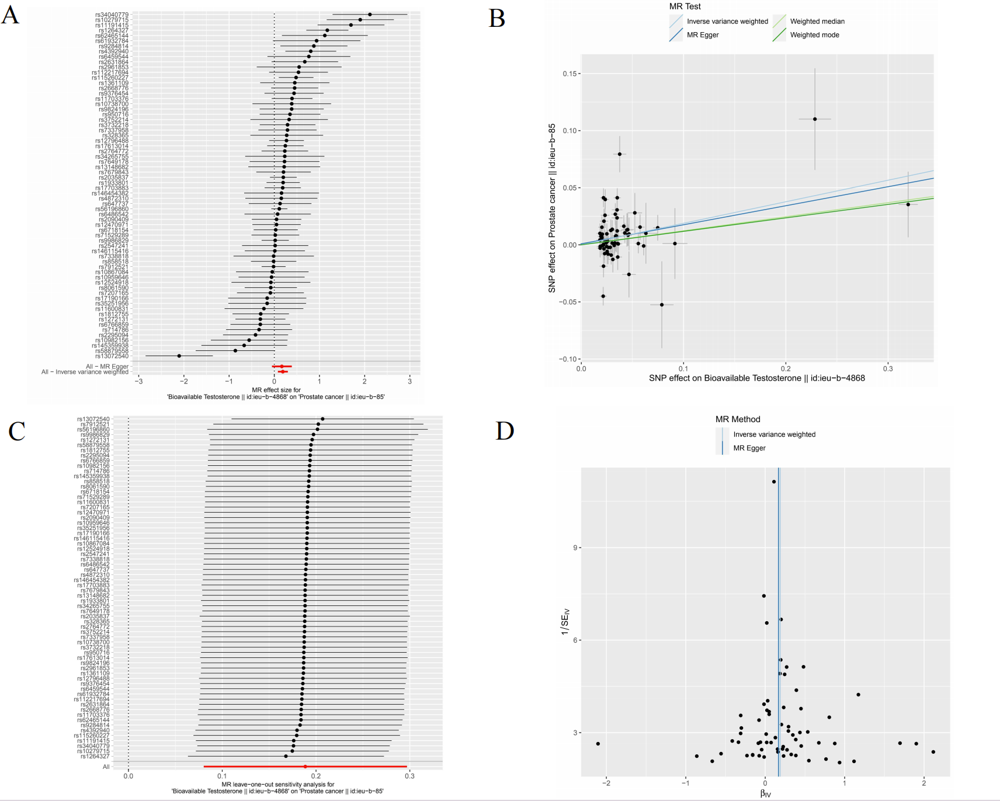 A
rs34040779
rs10279715
rs11191415
rs1264327
rs62465144
rs61932784
rs9284814
rs4392940
rs6459544
rs2631864
rs2961853
rs112217694
rs115260227
rs1361109
rs2668776
rs9376454
rs11703376
rs10738700
rs9824196
rs950716
rs3752214
rs3732218
rs7337958
rs328365
rs12796488
rs17613014
rs2764772
rs34265755
rs7649178
rs13148682
rs7679843
rs2035837
rs1933801
rs17703883
rs146454382
rs4872310
rs647737
rs56196860
rs6486542
rs2090409
rs12470971
rs6718154
rs71529289
rs9986829
rs2547241
rs146115416
rs7338818
rs858518
rs7912521
rs10867084
rs10959646
rs12524918
rs8061590
rs7207165
rs17190166
rs35251956
rs11600831
rs1812755
rs1272131
rs6766859
rs714786
rs2295094
rs10982156
rs145359938
rs58879558
rs13072540
All − MR Egger
All − Inverse variance weighted
−3 −2 −1 0 1 2 3
MR effect size for
'Bioavailable Testosterone || id:ieu−b−4868' on 'Prostate cancer || id:ieu−b−85'
B
MR Test
Inverse variance weighted Weighted median
MR Egger Weighted mode
SNP effect on Prostate cancer || id:ieu−b−85
0.15
0.10
0.05
0.00
−0.05
−0.10
0.0 0.1 0.2 0.3
SNP effect on Bioavailable Testosterone || id:ieu−b−4868
C
rs13072540
rs7912521
rs56196860
rs9986829
rs1272131
rs58879558
rs1812755
rs2295094
rs6766859
rs10982156
rs714786
rs145359938
rs858518
rs8061590
rs6718154
rs71529289
rs11600831
rs7207165
rs12470971
rs2090409
rs10959646
rs35251956
rs17190166
rs146115416
rs10867084
rs12524918
rs2547241
rs7338818
rs6486542
rs647737
rs4872310
rs146454382
rs17703883
rs7679843
rs13148682
rs1933801
rs34265755
rs7649178
rs2035837
rs328365
rs2764772
rs3752214
rs7337958
rs10738700
rs3732218
rs950716
rs17613014
rs9824196
rs2961853
rs1361109
rs12796488
rs9376454
rs6459544
rs61932784
rs112217694
rs2631864
rs2668776
rs11703376
rs62465144
rs9284814
rs4392940
rs115260227
rs11191415
rs34040779
rs10279715
rs1264327
All
0.0 0.1 0.2 0.3
MR leave−one−out sensitivity analysis for
'Bioavailable Testosterone || id:ieu−b−4868' on 'Prostate cancer || id:ieu−b−85'
D
MR Method
Inverse variance weighted
MR Egger
1/SE_IV
9
6
3
−2 −1 0 1 2
β_IV